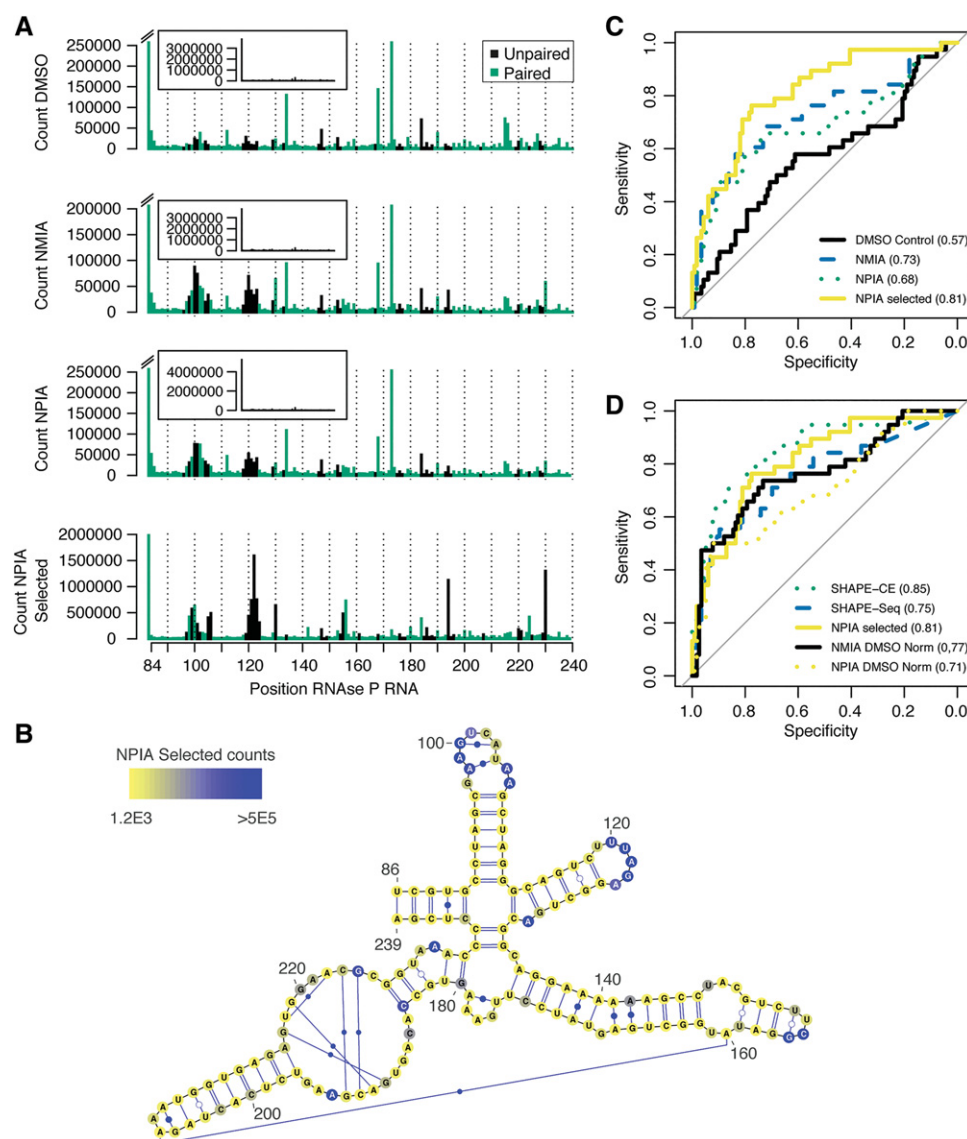 A
Count DMSO
250000
200000
150000
100000
50000
0
3000000
1000000
0
Unpaired
Paired
Count NMIA
200000
150000
100000
50000
0
3000000
1000000
0
Count NPIA
250000
200000
150000
100000
50000
0
4000000
2000000
0
Count NPIA
Selected
2000000
1500000
1000000
500000
0
84 100 120 140 160 180 200 220 240
Position RNAse P RNA
C
Sensitivity
1.0
0.8
0.6
0.4
0.2
0.0
DMSO Control (0.57)
NMIA (0.73)
NPIA (0.68)
NPIA selected (0.81)
1.0 0.8 0.6 0.4 0.2 0.0
Specificity
D
Sensitivity
1.0
0.8
0.6
0.4
0.2
0.0
SHAPE-CE (0.85)
SHAPE-Seq (0.75)
NPIA selected (0.81)
NMIA DMSO Norm (0,77)
NPIA DMSO Norm (0.71)
1.0 0.8 0.6 0.4 0.2 0.0
Specificity
B
NPIA Selected counts
1.2E3 >5E5
100
120
86
239
220
180
140
160
200